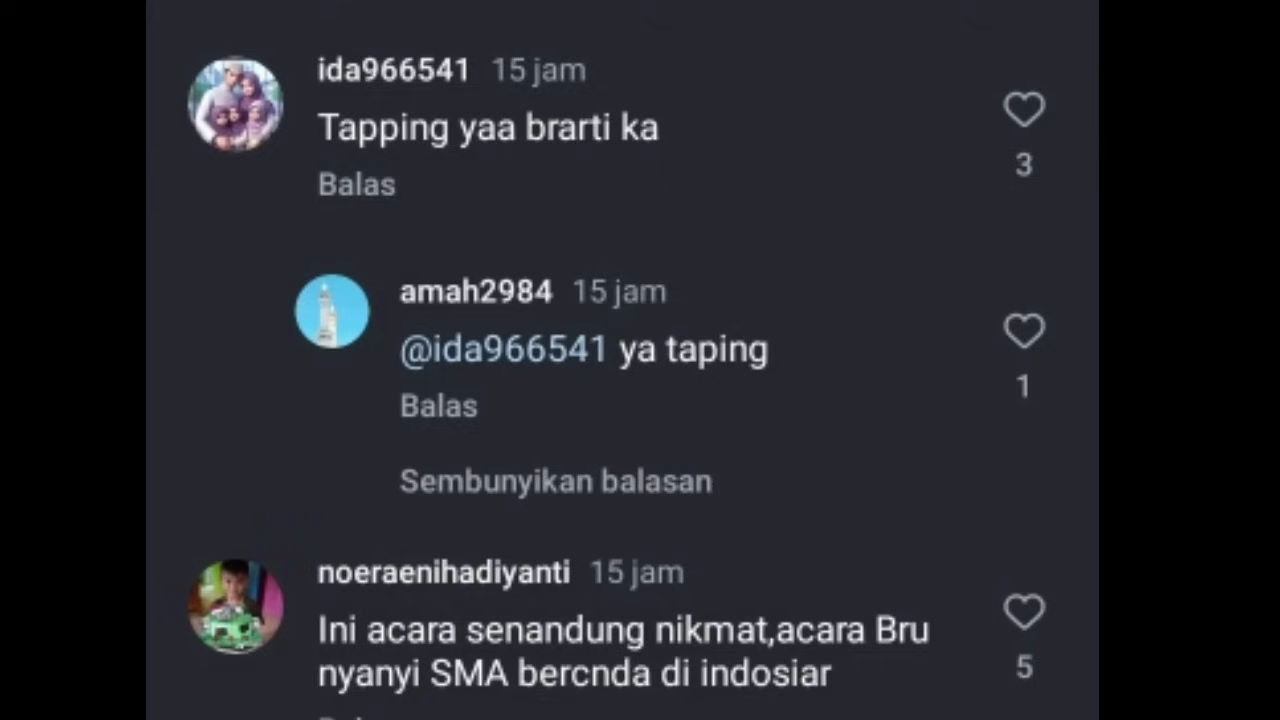 ida966541 15 jam
Tapping yaa brarti ka
3
Balas
amah2984 15 jam
@ida966541 ya taping
1
Balas
Sembunyikan balasan
noeraenihadiyanti 15 jam
Ini acara senandung nikmat,acara Bru
nyanyi SMA bercnda di indosiar
5